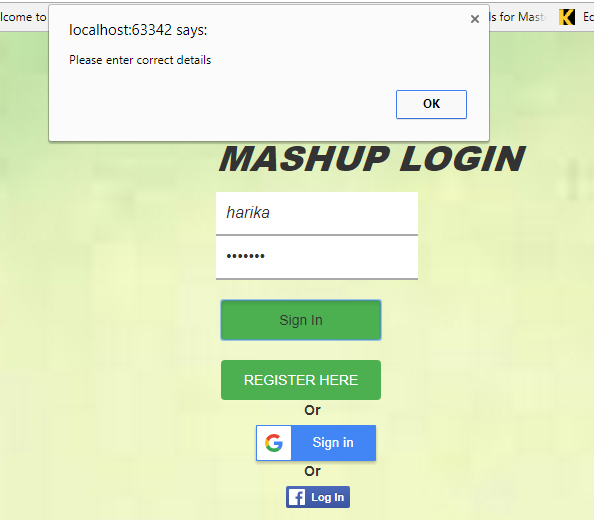 lcome to
localhost:63342 says:
×
ls for Mast
K
Ec
Please enter correct details
OK
MASHUP LOGIN
harika
•••••••
Sign In
REGISTER HERE
Or
G
Sign in
Or
f
Log In